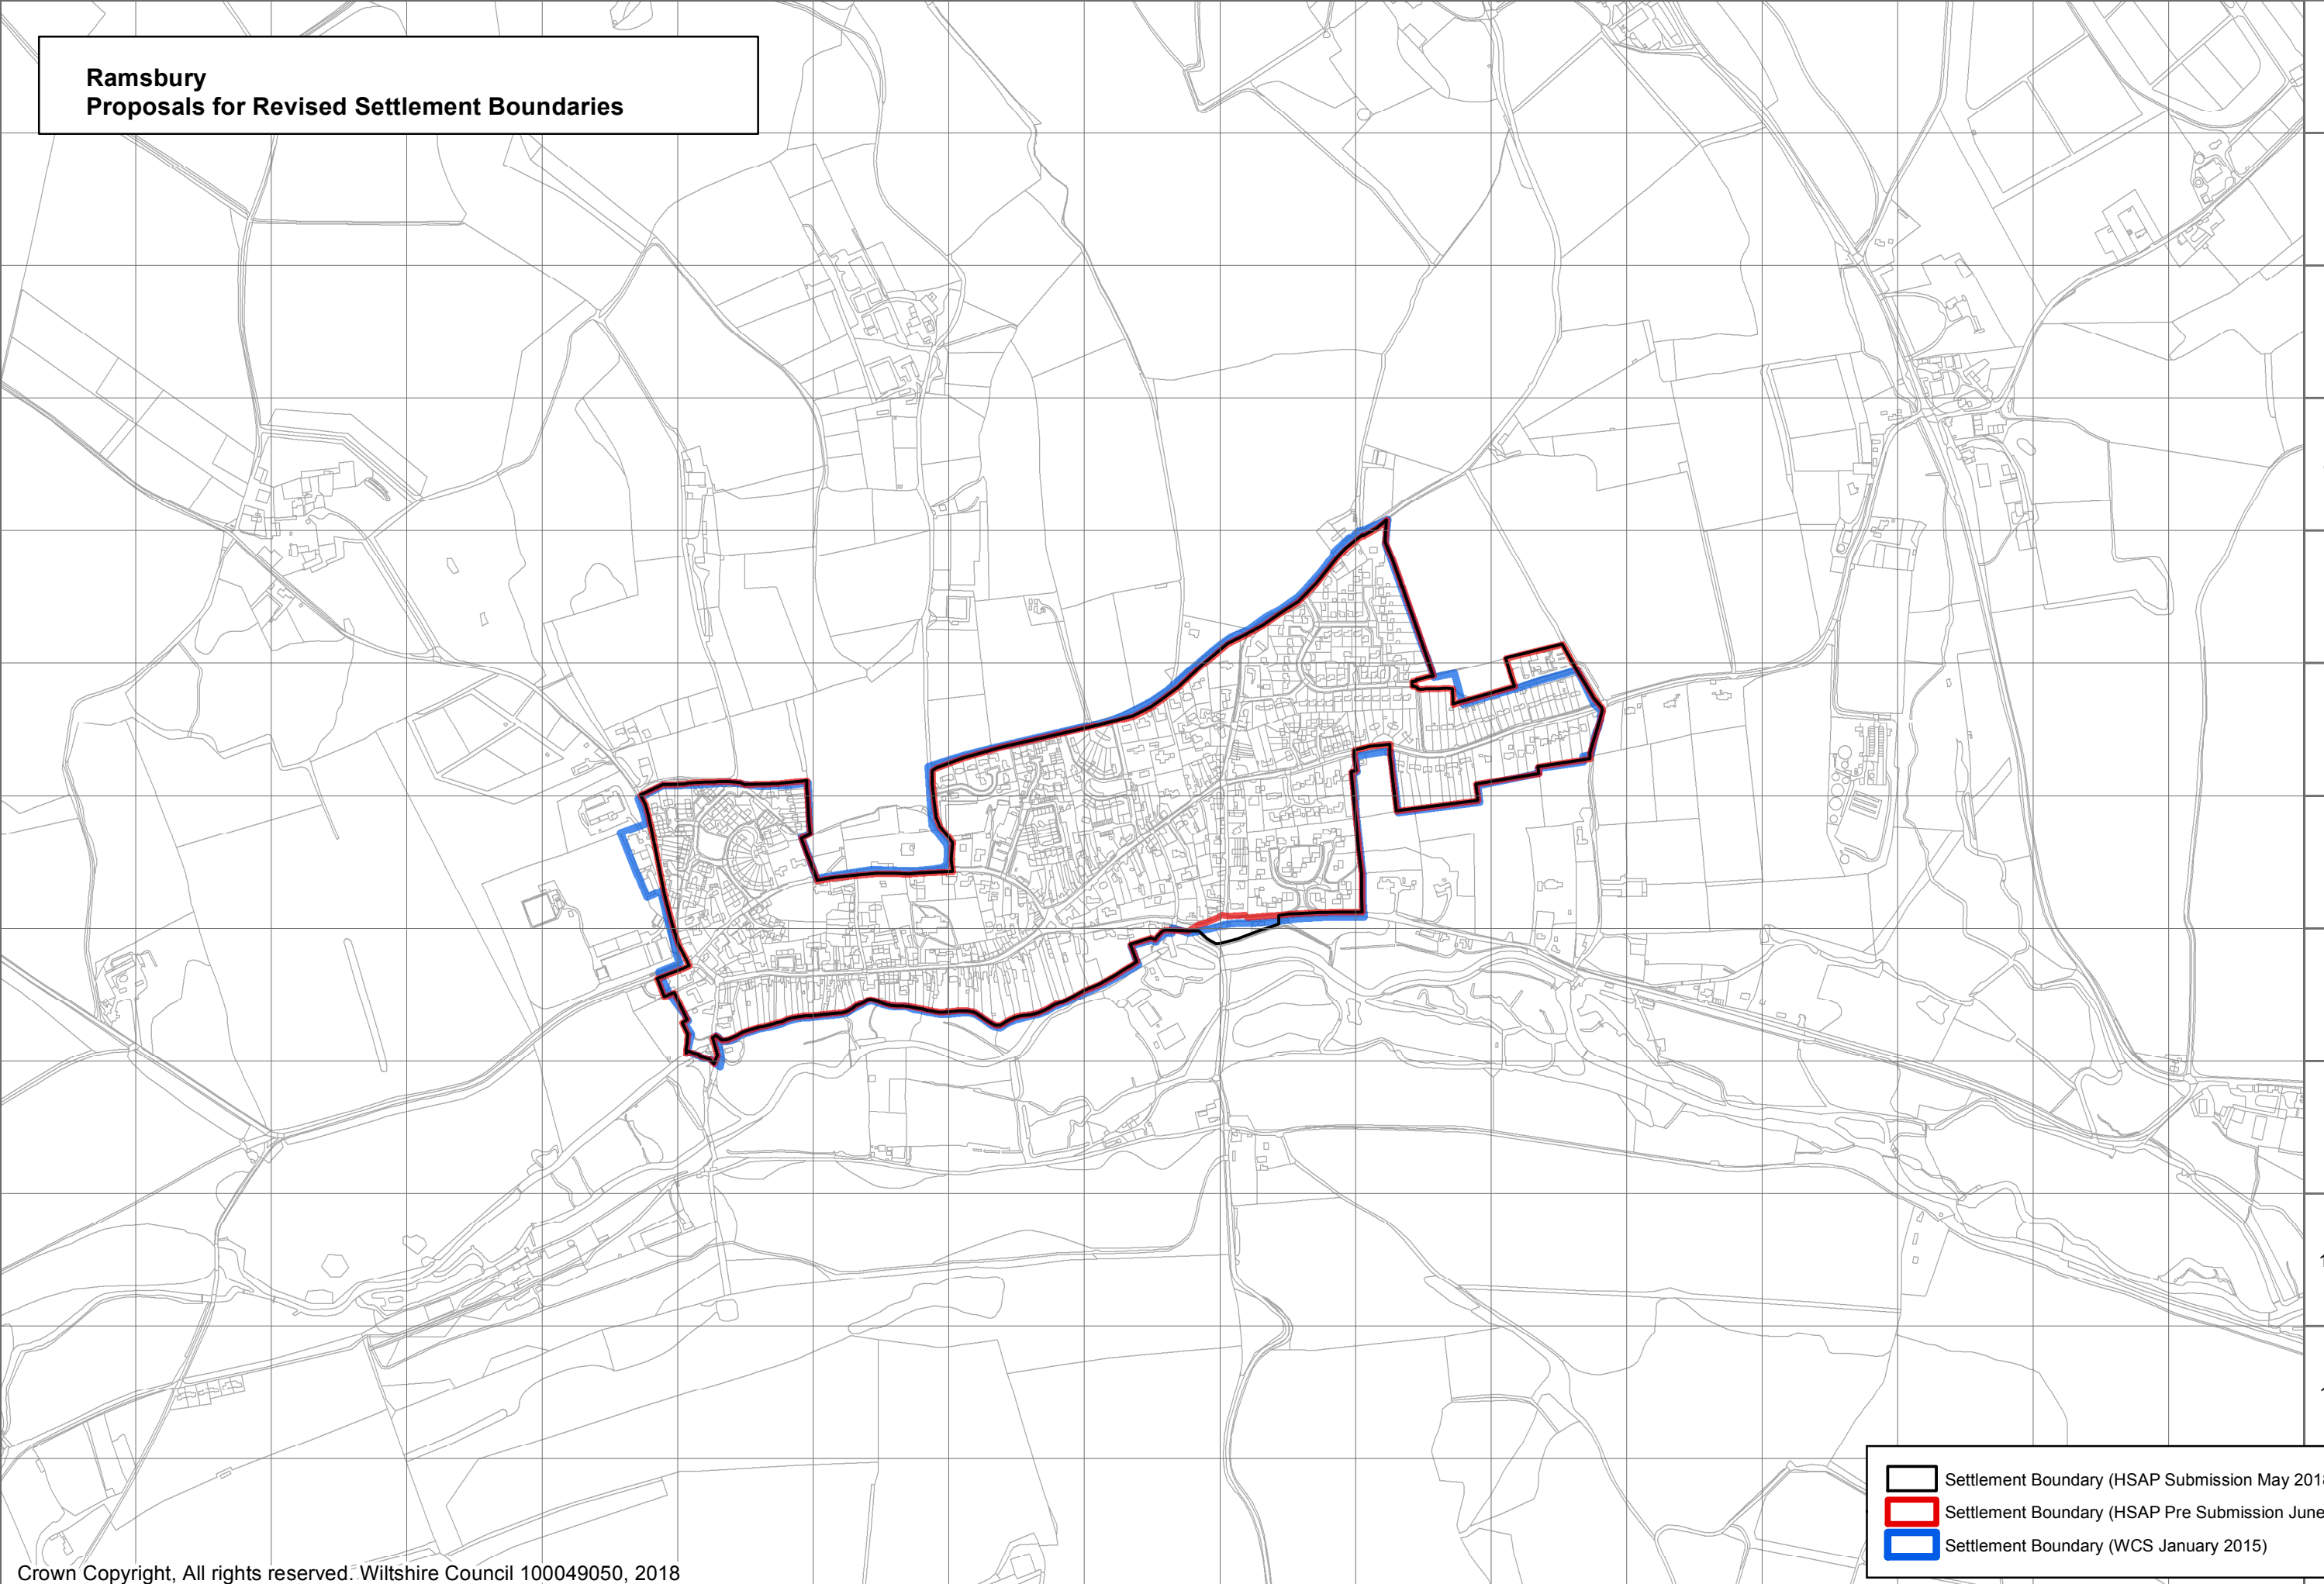 Ramsbury
Proposals for Revised Settlement Boundaries
Settlement Boundary (HSAP Submission May 201
Settlement Boundary (HSAP Pre Submission June
Settlement Boundary (WCS January 2015)
Crown Copyright, All rights reserved. Wiltshire Council 100049050, 2018